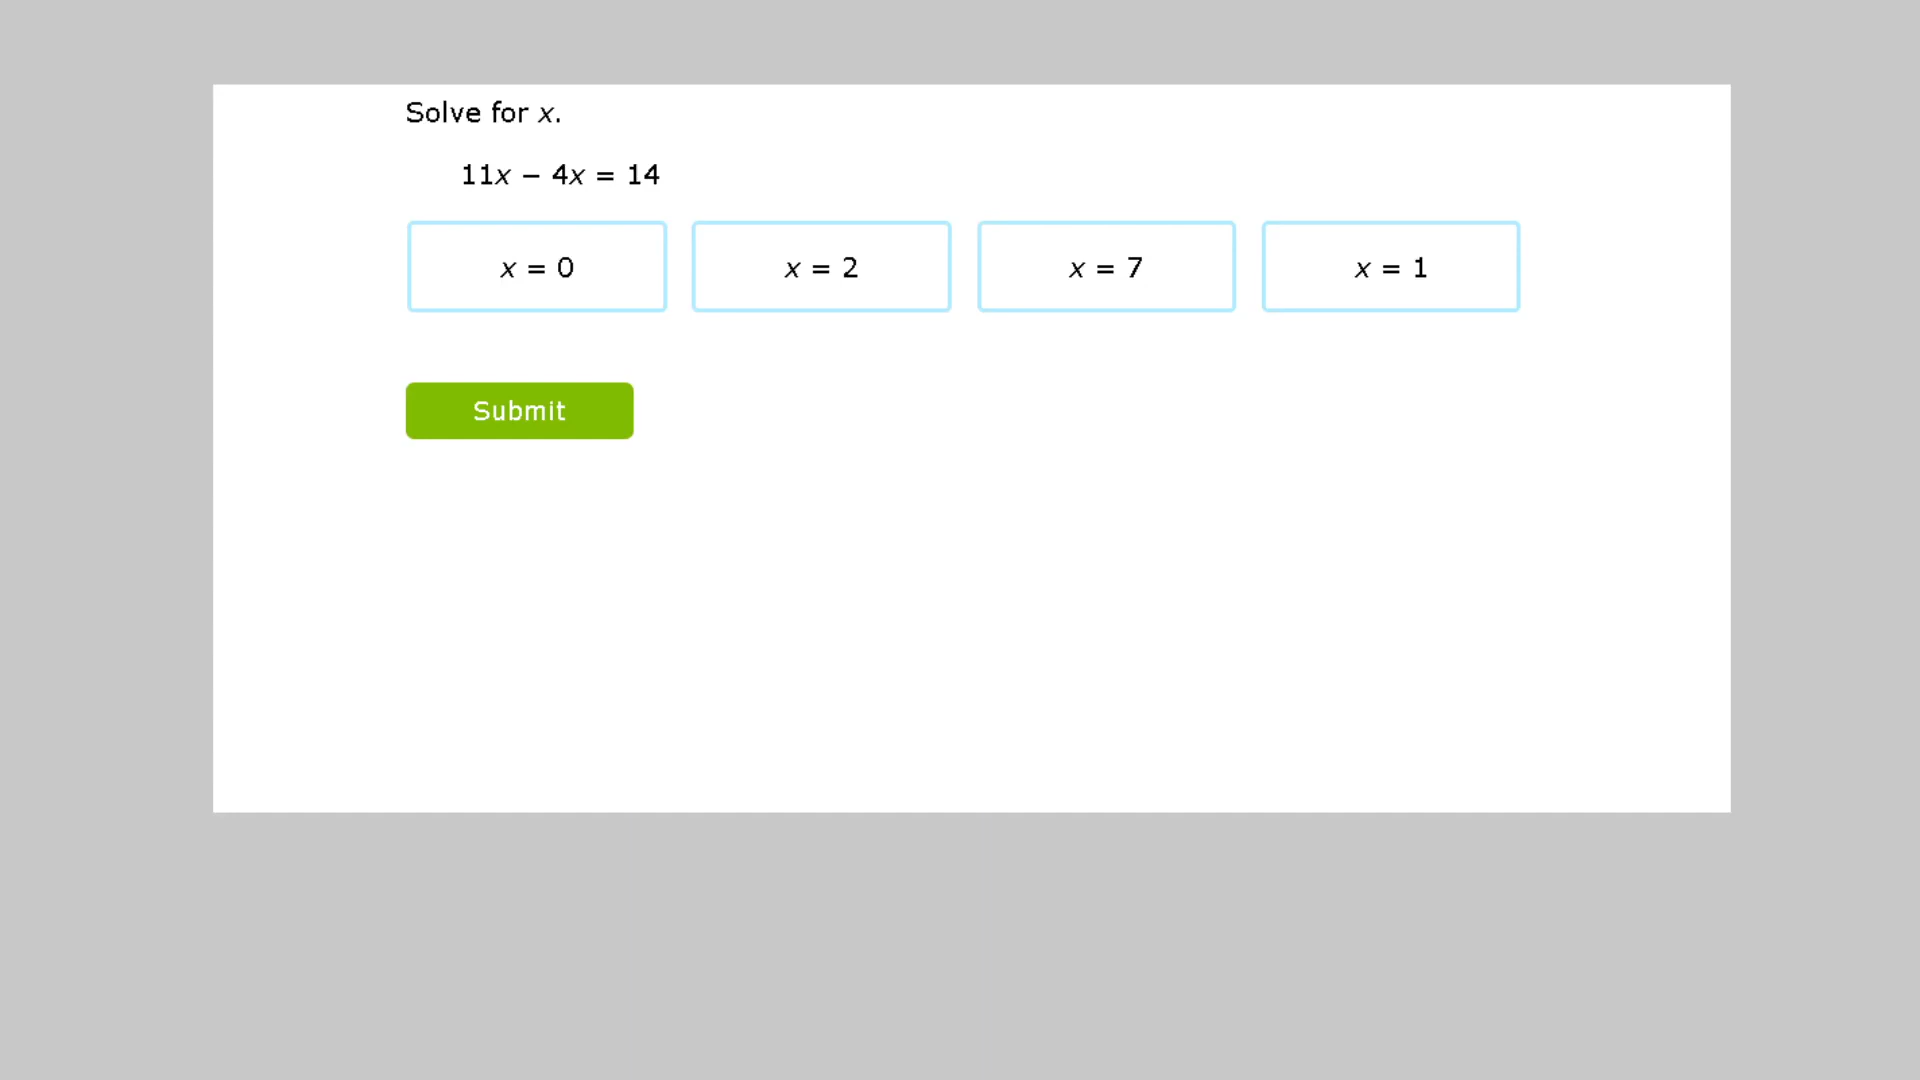 Solve for x.
11x − 4x = 14
x = 0 x = 2 x = 7 x = 1
Submit